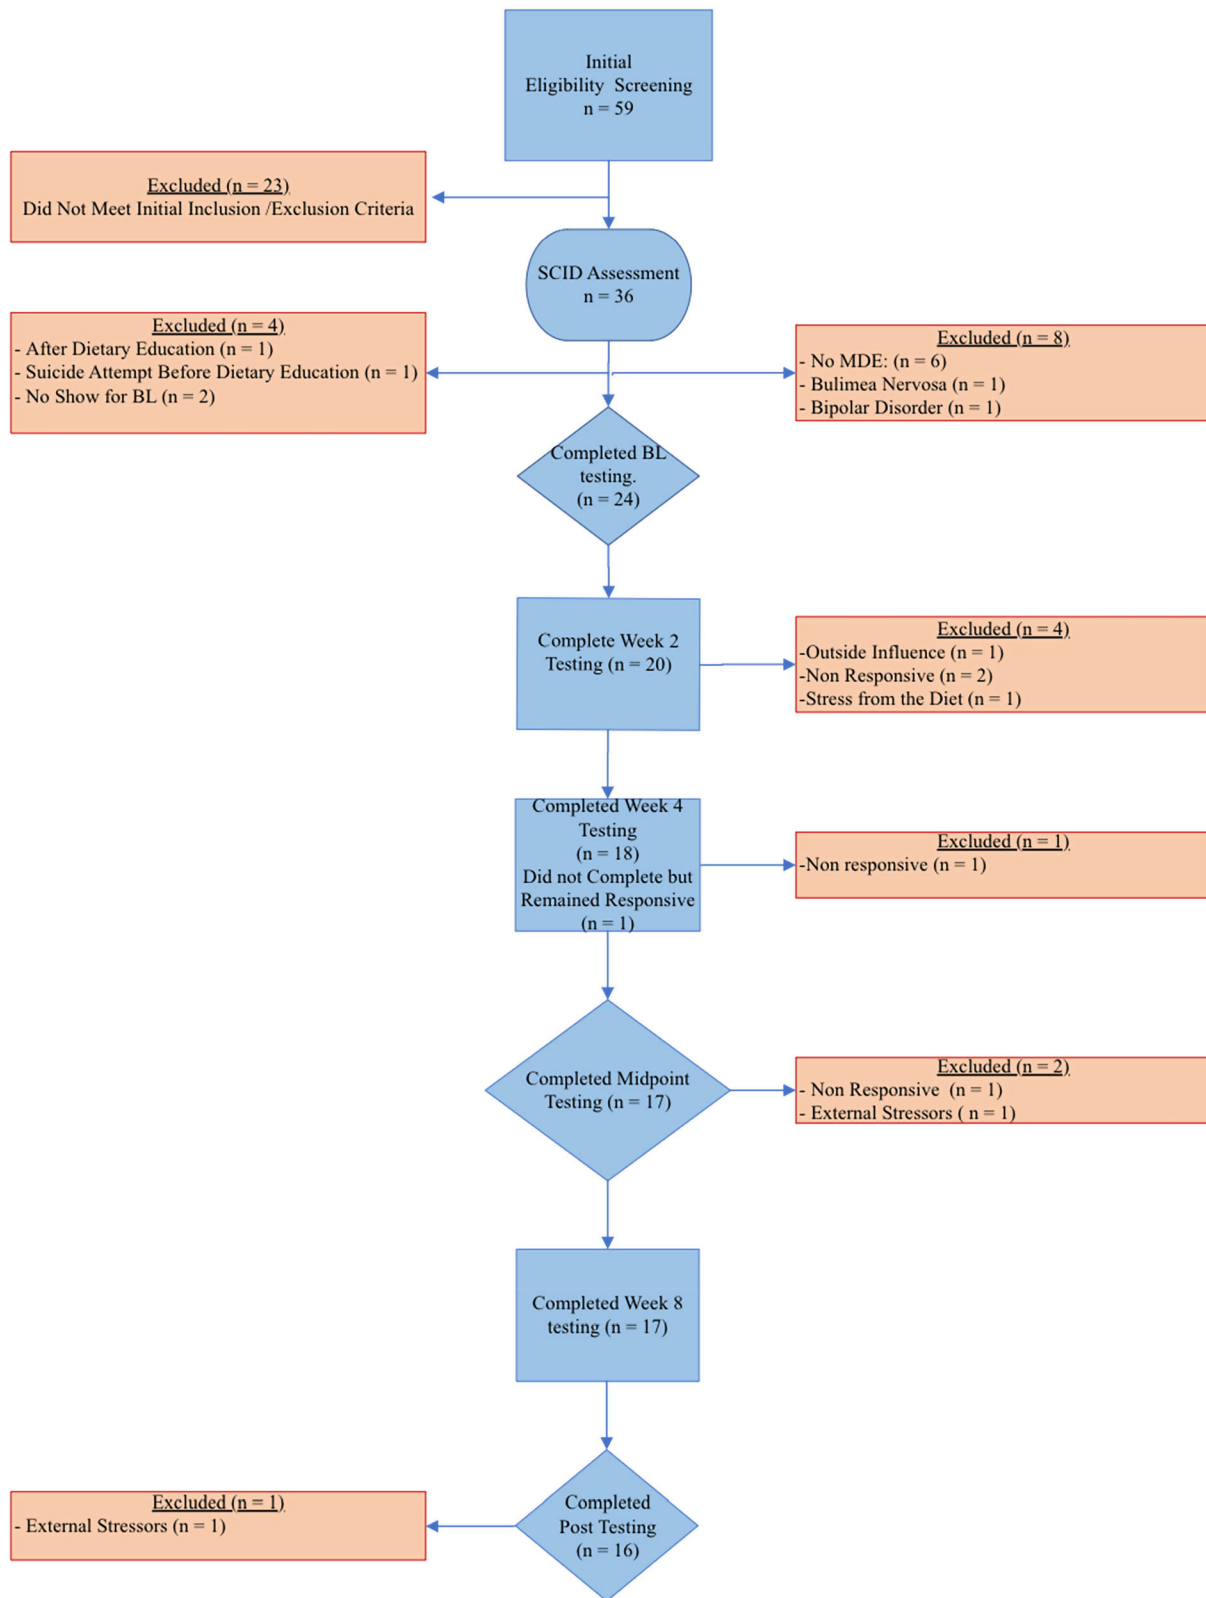 Initial
Eligibility  Screening
n = 59
Excluded (n = 23)
Did Not Meet Initial Inclusion /Exclusion Criteria
SCID Assessment
n = 36
Excluded (n = 4)
- After Dietary Education (n = 1)
- Suicide Attempt Before Dietary Education (n = 1)
- No Show for BL (n = 2)
Excluded (n = 8)
- No MDE: (n = 6)
- Bulimea Nervosa (n = 1)
- Bipolar Disorder (n = 1)
Completed BL
testing.
(n = 24)
Complete Week 2
Testing (n = 20)
Excluded (n = 4)
-Outside Influence (n = 1)
-Non Responsive (n = 2)
-Stress from the Diet (n = 1)
Completed Week 4
Testing
(n = 18)
Did not Complete but
Remained Responsive
(n = 1)
Excluded (n = 1)
-Non responsive (n = 1)
Completed Midpoint
Testing (n = 17)
Excluded (n = 2)
- Non Responsive  (n = 1)
- External Stressors ( n = 1)
Completed Week 8
testing (n = 17)
Excluded (n = 1)
- External Stressors (n = 1)
Completed
Post Testing
(n = 16)